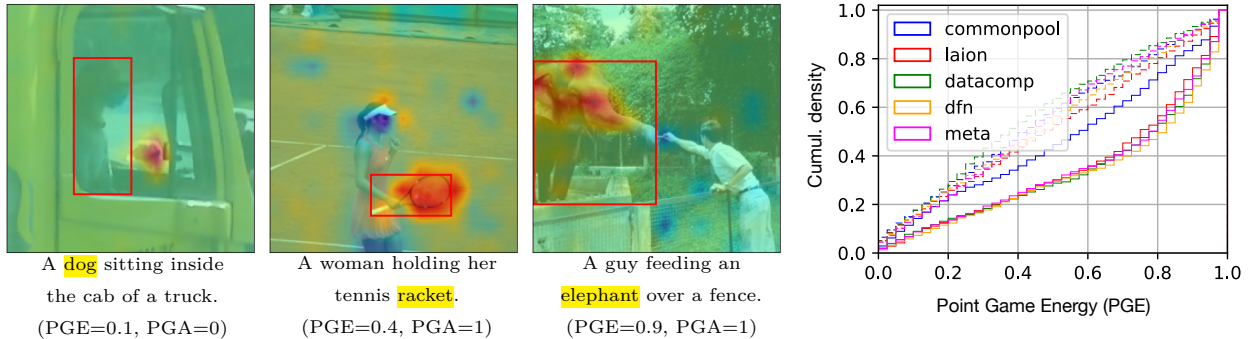 A dog sitting inside
the cab of a truck.
(PGE=0.1, PGA=0)
A woman holding her
tennis racket.
(PGE=0.4, PGA=1)
A guy feeding an
elephant over a fence.
(PGE=0.9, PGA=1)
Cumul. density
1.0
0.8
0.6
0.4
0.2
0.0
commonpool
laion
datacomp
dfn
meta
0.0 0.2 0.4 0.6 0.8 1.0
Point Game Energy (PGE)